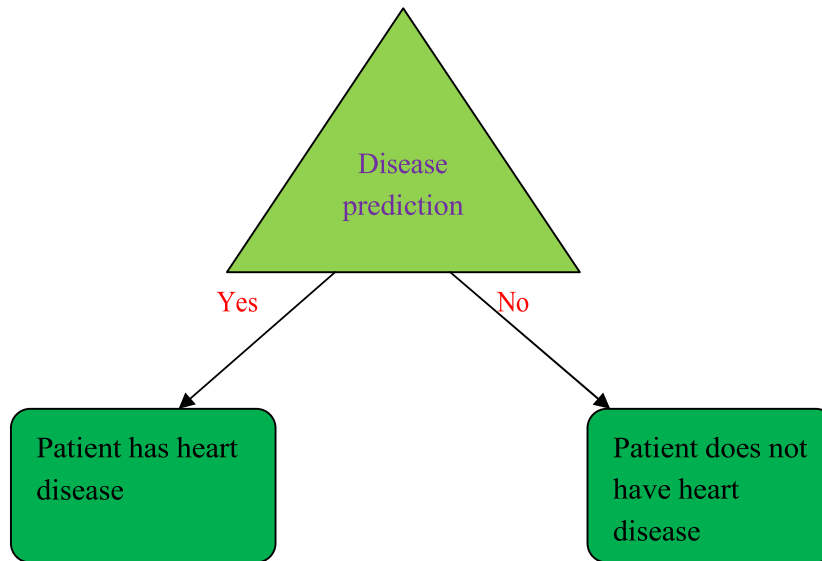 Disease
prediction
Yes
No
Patient has heart
disease
Patient does not
have heart
disease